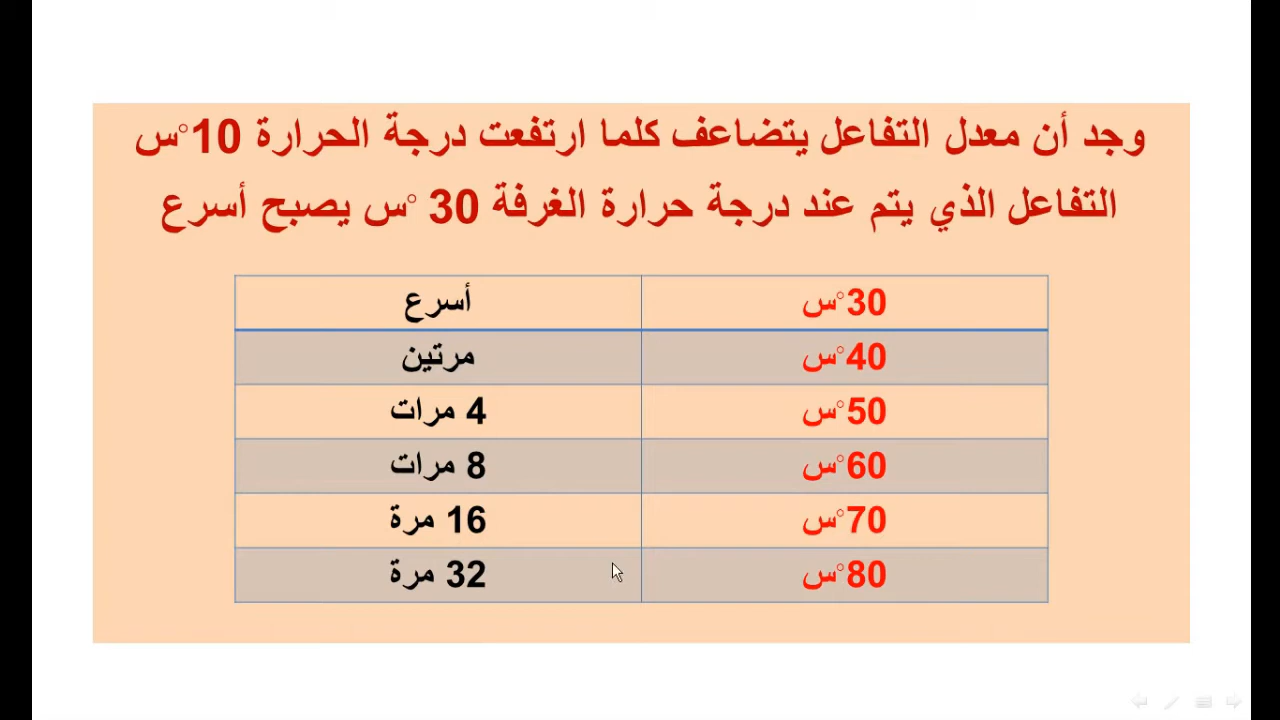 وجد أن معدل التفاعل يتضاعف كلما ارتفعت درجة الحرارة 10°س
التفاعل الذي يتم عند درجة حرارة الغرفة 30 °س يصبح أسرع
30°س أسرع
40°س مرتين
50°س 4 مرات
60°س 8 مرات
70°س 16 مرة
80°س 32 مرة